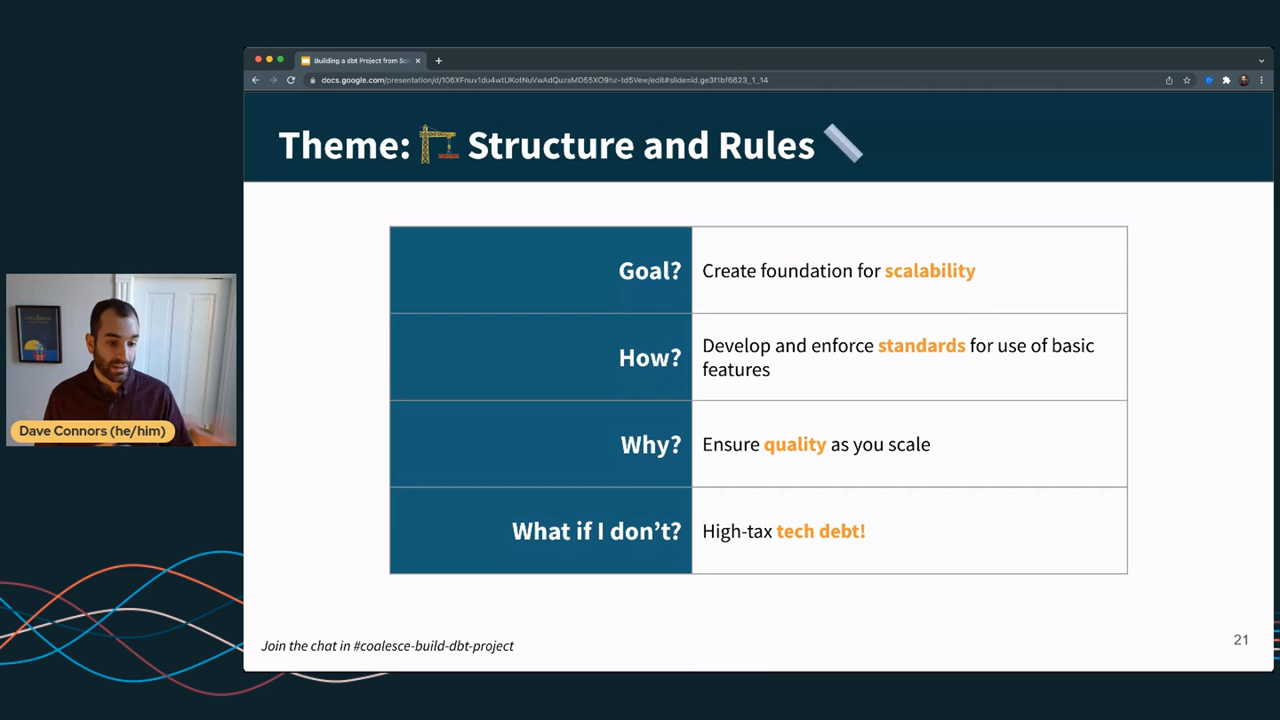 Building a dbt Project from Scr
docs.google.com/presentation/d/106XFnuv1du4wtUKotNuVwAdQuzsMD55XO9hz-td5Vew/edit#slide=id.ge3f1bf6623_1_14
Theme: 🏗 Structure and Rules 📏
Goal?
Create foundation for scalability
How?
Develop and enforce standards for use of basic
features
Why?
Ensure quality as you scale
What if I don’t?
High-tax tech debt!
Dave Connors (he/him)
Join the chat in #coalesce-build-dbt-project
21